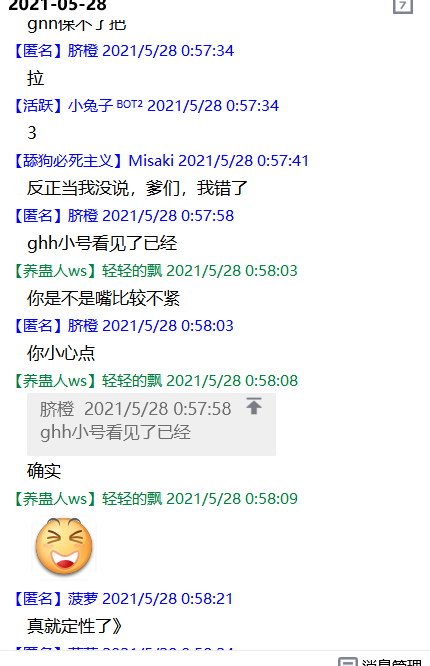 2021-05-28
7
ghh保不了把
【匿名】脐橙 2021/5/28 0:57:34
拉
【活跃】小兔子 BOT2 2021/5/28 0:57:34
3
【舔狗必死主义】Misaki 2021/5/28 0:57:41
反正当我没说，爹们，我错了
【匿名】脐橙 2021/5/28 0:57:58
ghh小号看见了已经
【养蛊人ws】轻轻的飘 2021/5/28 0:58:03
你是不是嘴比较不紧
【匿名】脐橙 2021/5/28 0:58:03
你小心点
【养蛊人ws】轻轻的飘 2021/5/28 0:58:08
脐橙 2021/5/28 0:57:58
ghh小号看见了已经
确实
【养蛊人ws】轻轻的飘 2021/5/28 0:58:09
【匿名】菠萝 2021/5/28 0:58:21
真就定性了》
消息管理